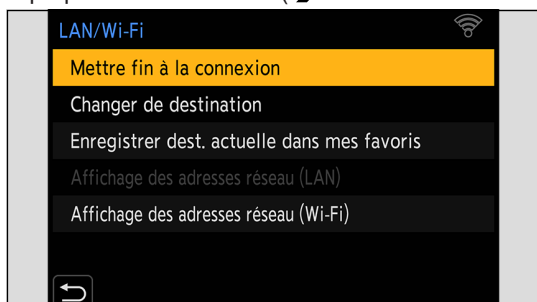 LAN/Wi-Fi
Mettre fin à la connexion
Changer de destination
Enregistrer dest. actuelle dans mes favoris
Affichage des adresses réseau (LAN)
Affichage des adresses réseau (Wi-Fi)